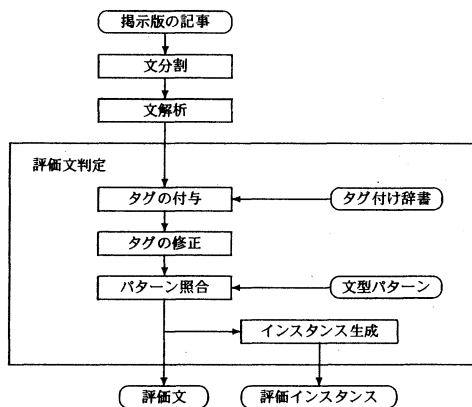 掲示版の記事
文分割
文解析
評価文判定
タグの付与
タグ付け辞書
タグの修正
パターン照合
文型パターン
インスタンス生成
評価文
評価インスタンス